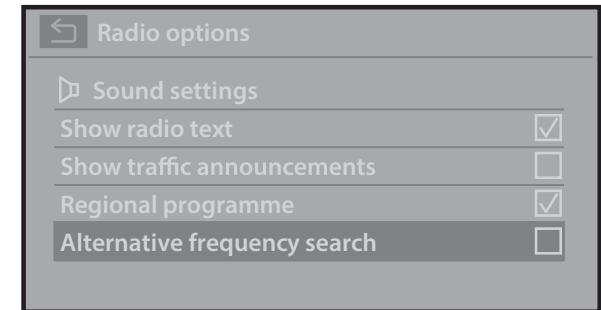 Radio options
Sound settings
Show radio text
Show traffic announcements
Regional programme
Alternative frequency search